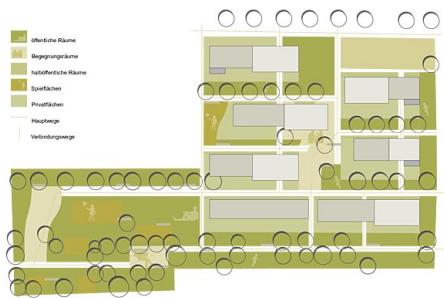 öffentliche Räume
Begegnungsräume
halböffentliche Räume
Spielflächen
Privatflächen
Hauptwege
Verbindungswege